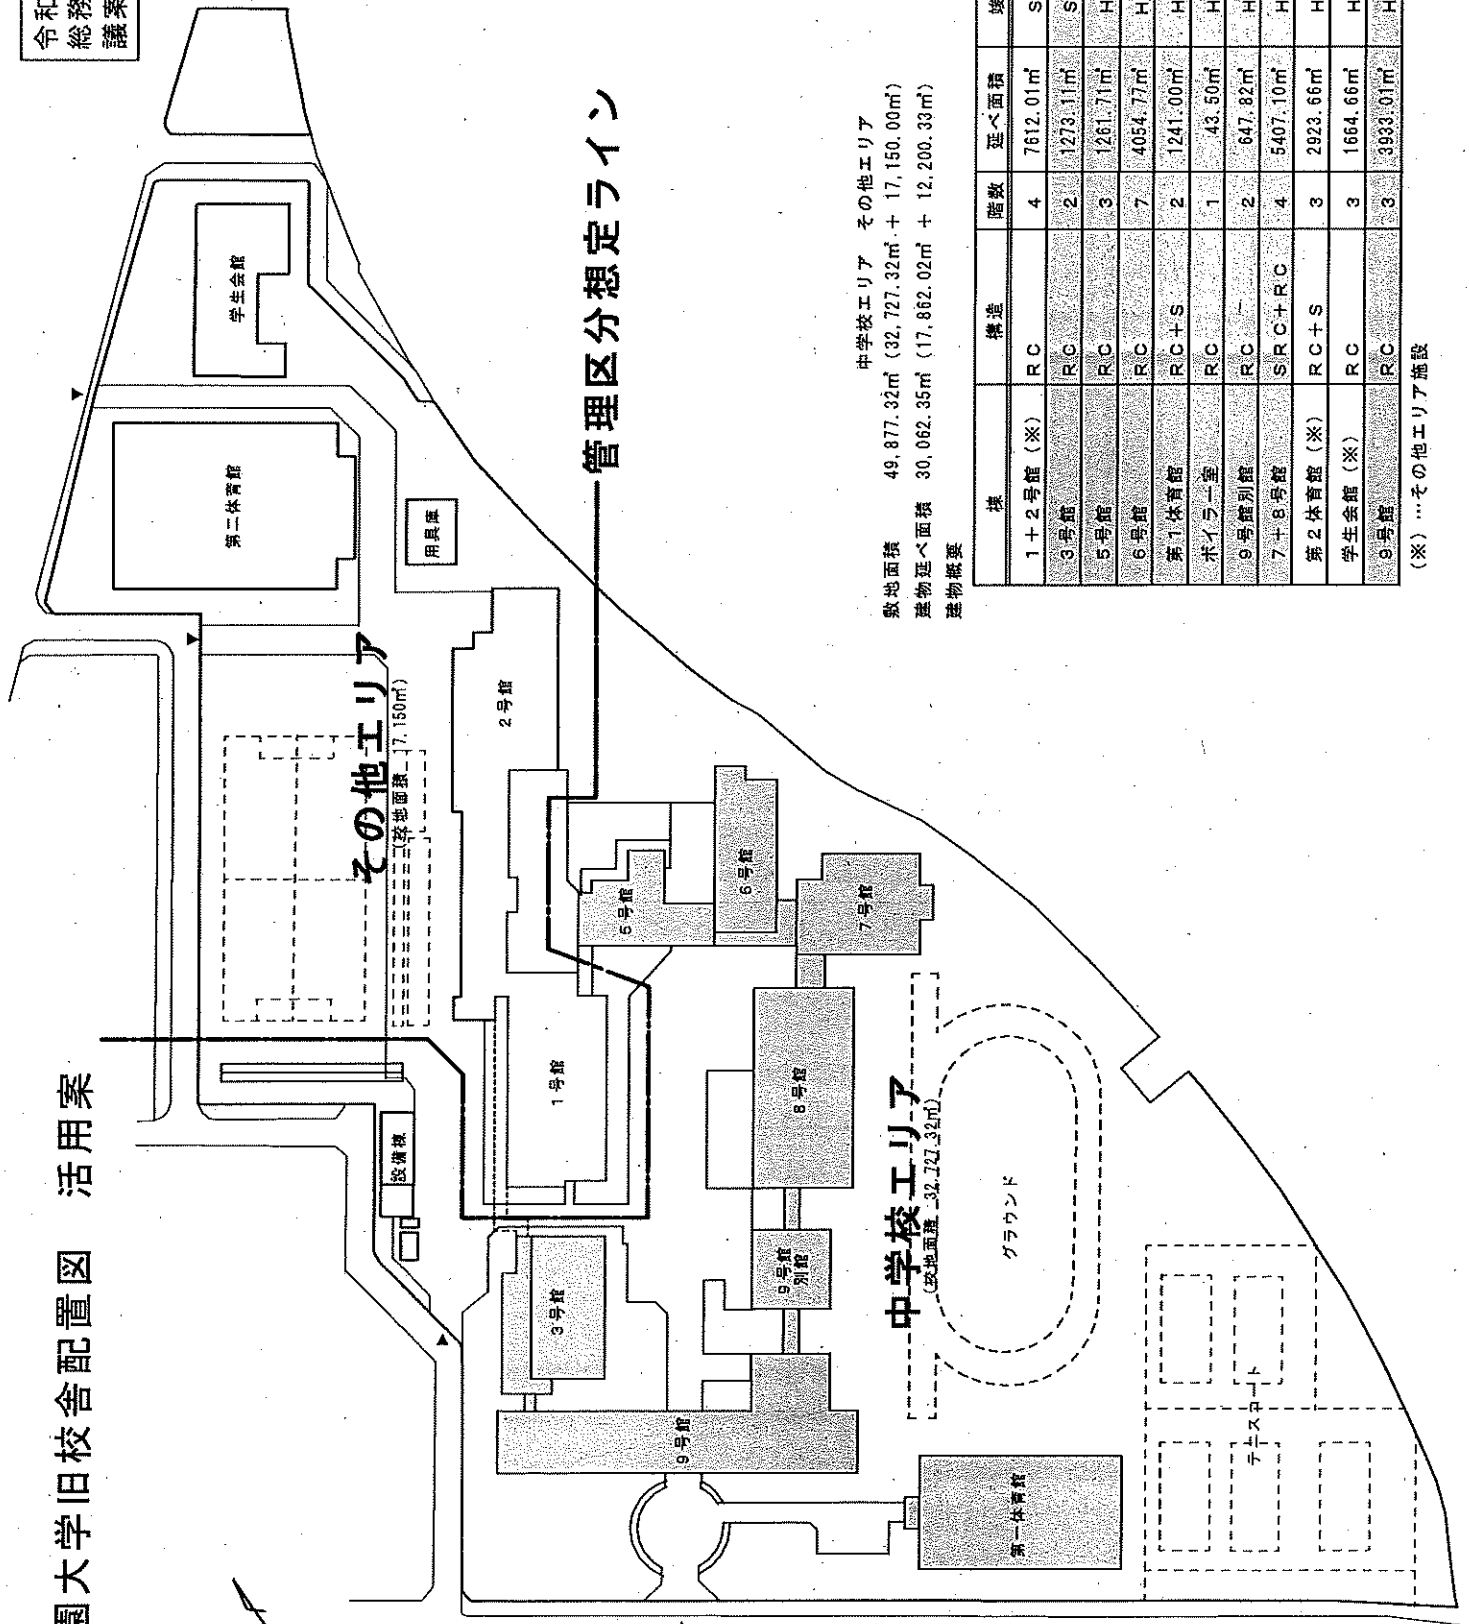 令和
総務
議案
園大学旧校舎配置図　活用案
学生会館
第二体育館
用具庫
その他エリア
(校地面積 17,150㎡)
2号館
管理区分想定ライン
設備棟
1号館
5号館
6号館
7号館
8号館
3号館
9号館
別館
9号館
中学校エリア
(校地面積 32,727.32㎡)
グラウンド
第一体育館
テニスコート
中学校エリア　その他エリア
敷地面積　49,877.32㎡ (32,727.32㎡ + 17,150.00㎡)
建物延べ面積　30,062.35㎡ (17,862.02㎡ + 12,200.33㎡)
建物概要
棟　構造　階数　延べ面積　竣
1+2号館(※)　RC　4　7612.01㎡　S
3号館　RC　2　1273.11㎡　S
5号館　RC　3　1261.71㎡　H
6号館　RC　7　4054.77㎡　H
第1体育館　RC+S　2　1241.00㎡　H
ボイラー室　RC　1　43.50㎡　H
9号館別館　RC　2　647.82㎡　H
7+8号館　SRC+RC　4　5407.10㎡　H
第2体育館(※)　RC+S　3　2923.66㎡　H
学生会館(※)　RC　3　1664.66㎡　H
9号館　RC　3　3933.01㎡　H
(※)…その他エリア施設